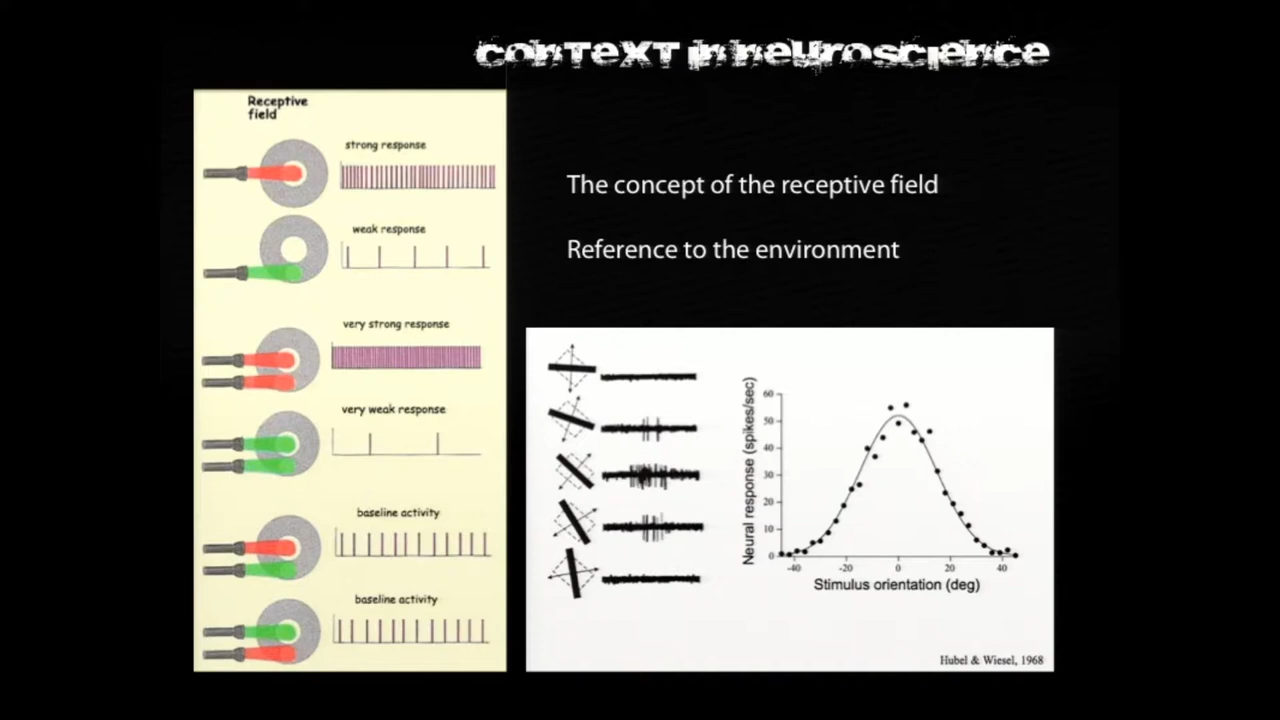 conTEXT in neuroscience
Receptive
field
strong response
weak response
very strong response
very weak response
baseline activity
baseline activity
The concept of the receptive field
Reference to the environment
Neural response (spikes/sec)
60
50
40
30
20
10
0
-40 -20 0 20 40
Stimulus orientation (deg)
Hubel & Wiesel, 1968